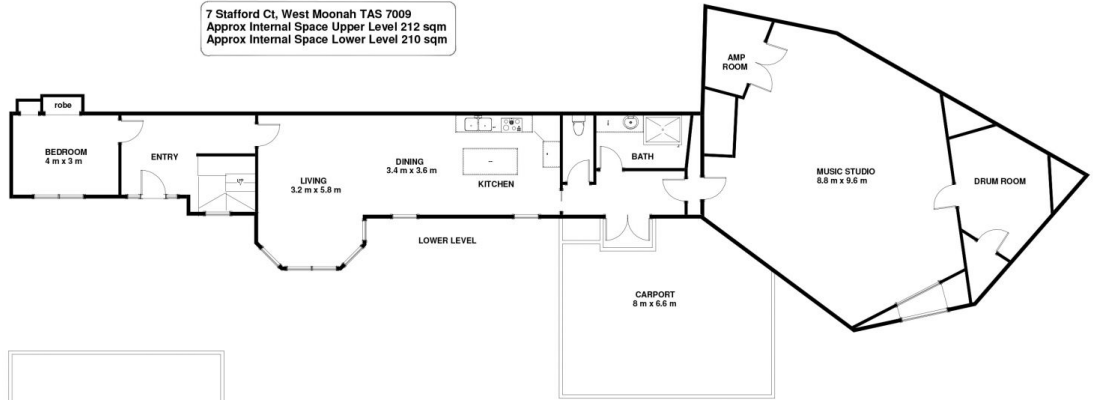 7 Stafford Ct, West Moonah TAS 7009
Approx Internal Space Upper Level 212 sqm
Approx Internal Space Lower Level 210 sqm
AMP
ROOM
robe
BEDROOM
4 m x 3 m
ENTRY
LIVING
3.2 m x 5.8 m
DINING
3.4 m x 3.6 m
KITCHEN
BATH
MUSIC STUDIO
8.8 m x 9.6 m
DRUM ROOM
LOWER LEVEL
CARPORT
8 m x 6.6 m